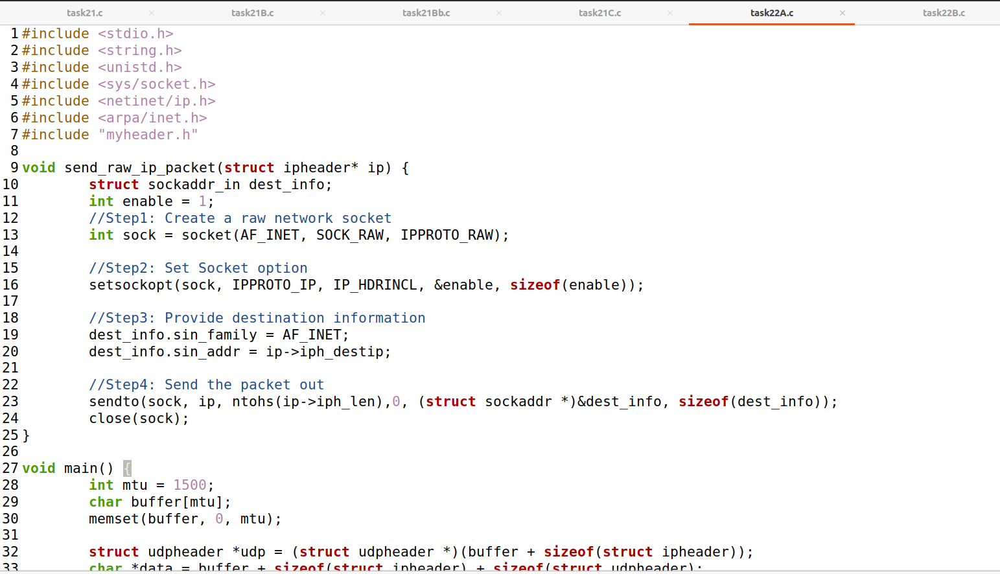 task21.c × task21B.c × task21Bb.c × task21C.c × task22A.c × task22B.c
1 #include <stdio.h>
2 #include <string.h>
3 #include <unistd.h>
4 #include <sys/socket.h>
5 #include <netinet/ip.h>
6 #include <arpa/inet.h>
7 #include "myheader.h"
8
9 void send_raw_ip_packet(struct ipheader* ip) {
10         struct sockaddr_in dest_info;
11         int enable = 1;
12         //Step1: Create a raw network socket
13         int sock = socket(AF_INET, SOCK_RAW, IPPROTO_RAW);
14
15         //Step2: Set Socket option
16         setsockopt(sock, IPPROTO_IP, IP_HDRINCL, &enable, sizeof(enable));
17
18         //Step3: Provide destination information
19         dest_info.sin_family = AF_INET;
20         dest_info.sin_addr = ip->iph_destip;
21
22         //Step4: Send the packet out
23         sendto(sock, ip, ntohs(ip->iph_len),0, (struct sockaddr *)&dest_info, sizeof(dest_info));
24         close(sock);
25 }
26
27 void main() {
28         int mtu = 1500;
29         char buffer[mtu];
30         memset(buffer, 0, mtu);
31
32         struct udpheader *udp = (struct udpheader *)(buffer + sizeof(struct ipheader));
33         char *data = buffer + sizeof(struct ipheader) + sizeof(struct udpheader);